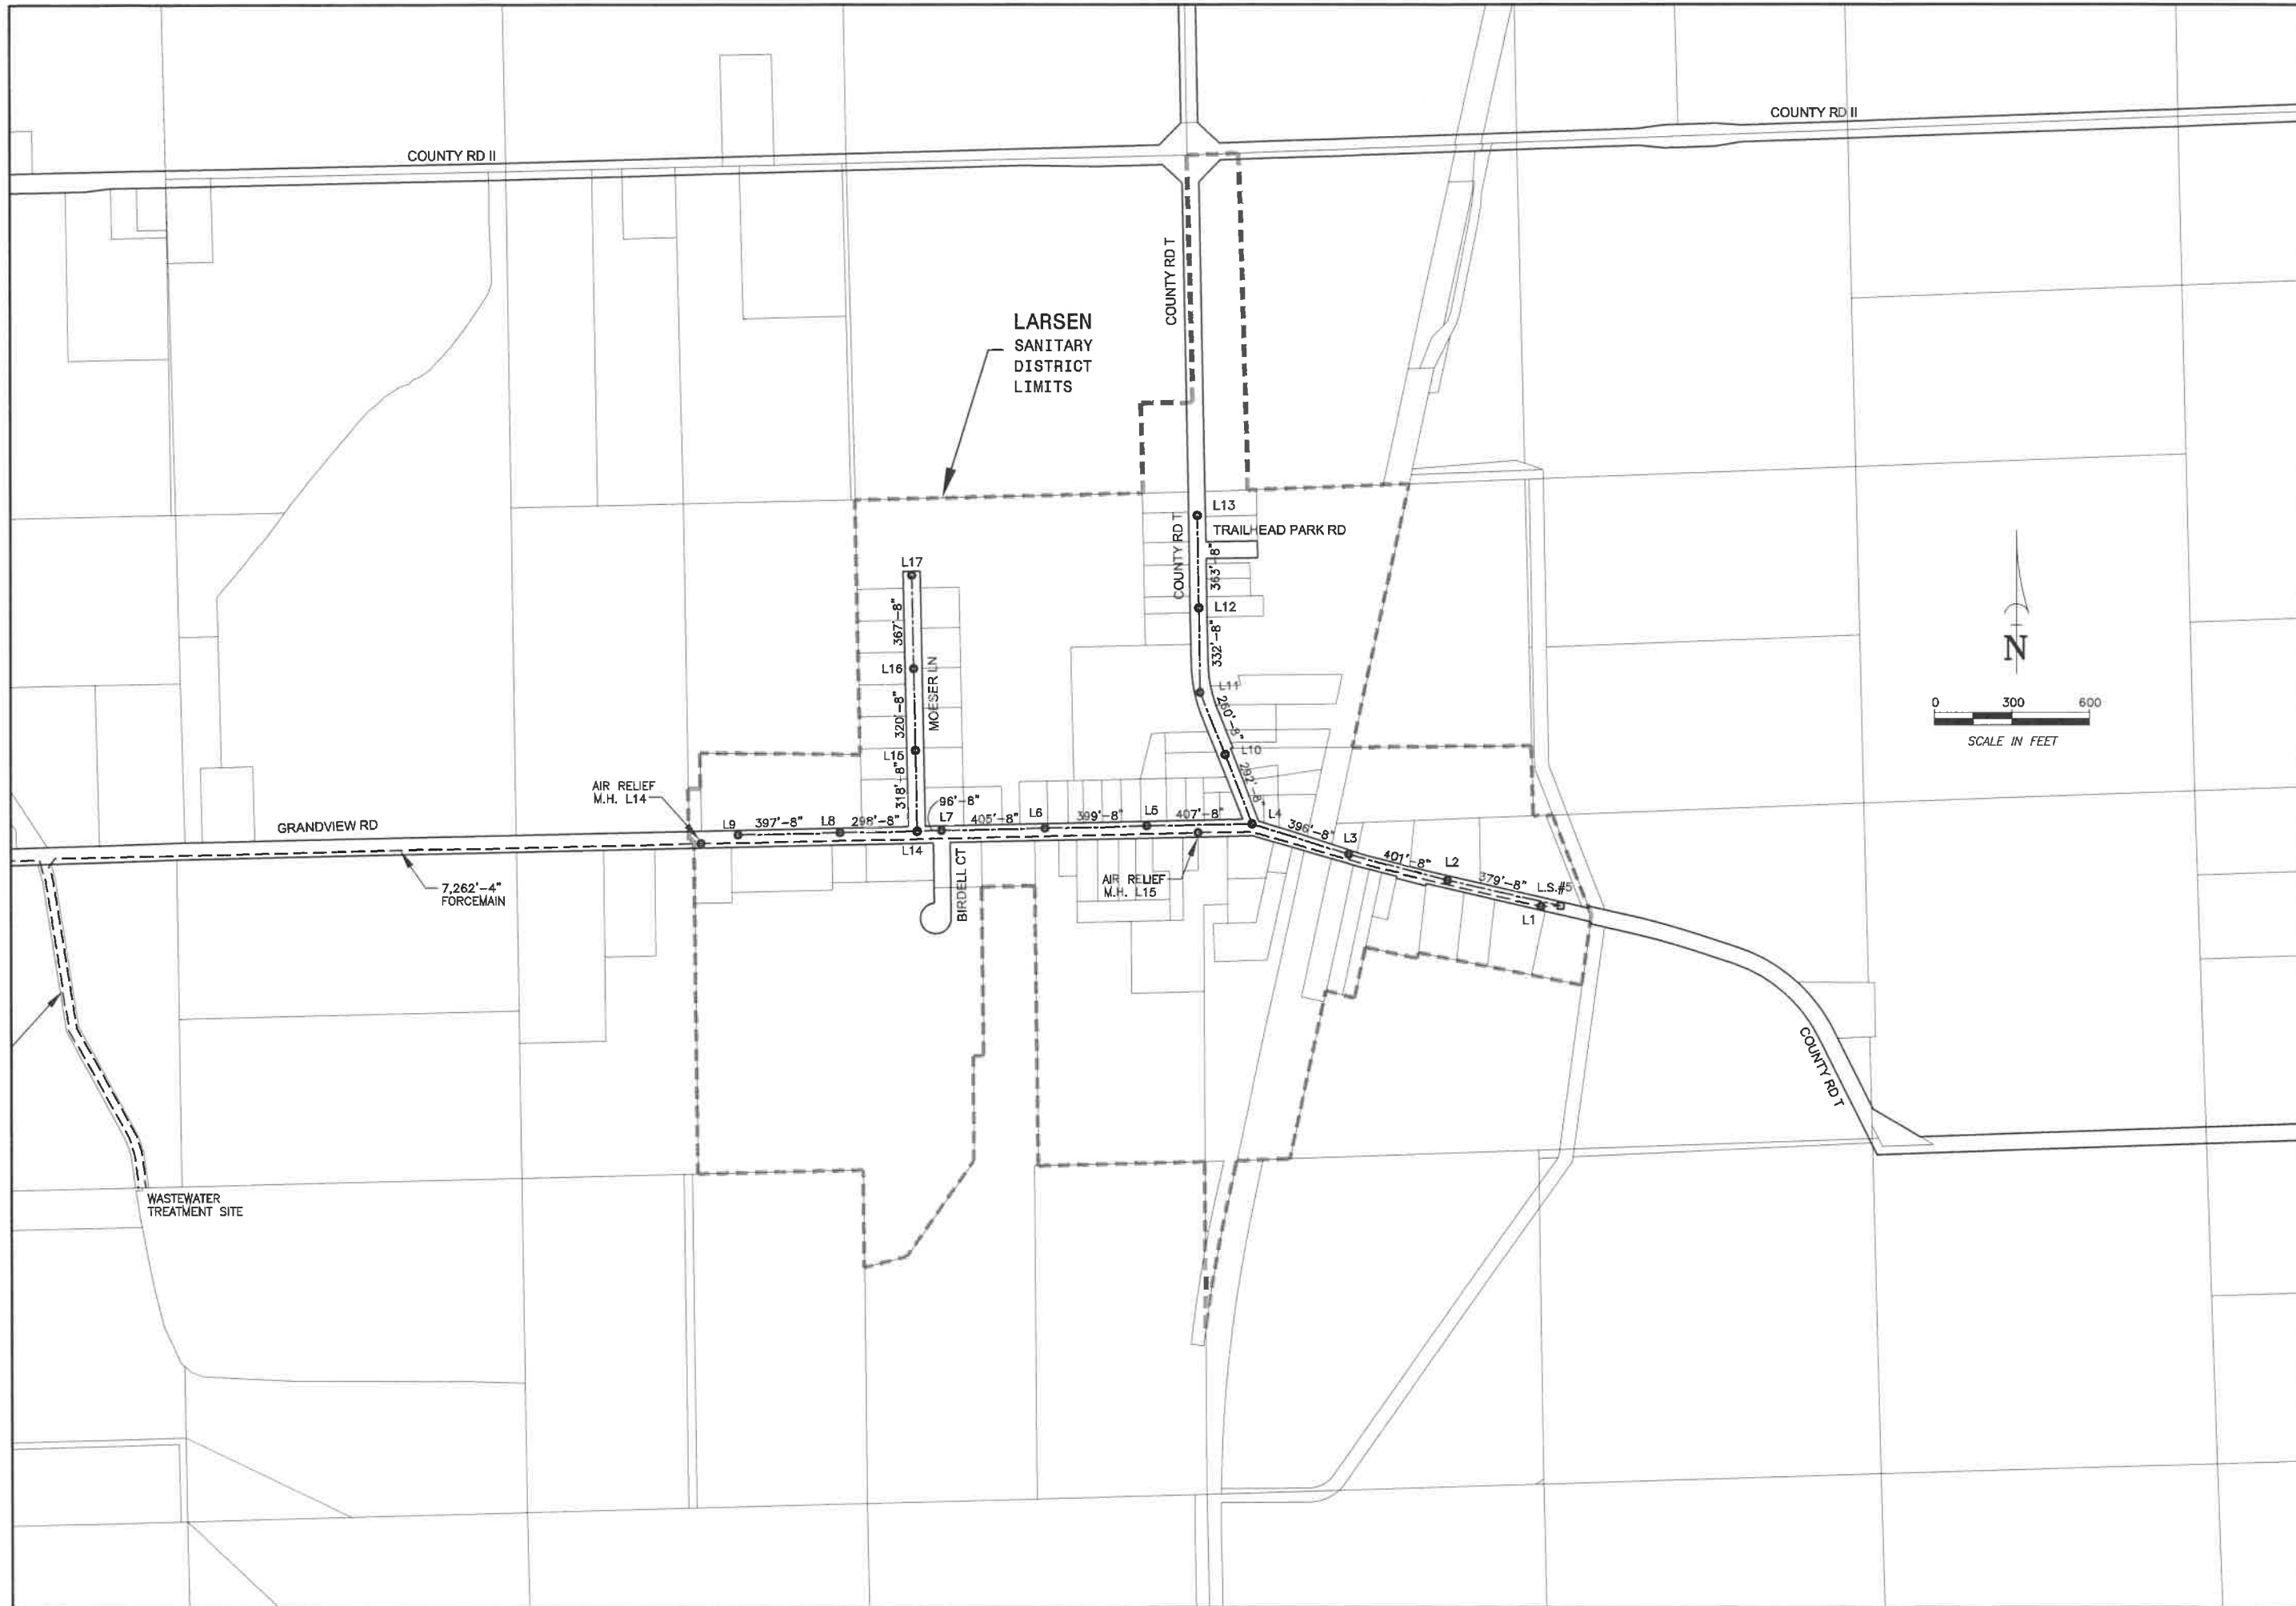 COUNTY RD II
COUNTY RD II
COUNTY RD T
LARSEN
SANITARY
DISTRICT
LIMITS
L13
TRAILHEAD PARK RD
COUNTY RD T
363'-8"
L17
L12
367'-8"
332'-8"
N
L16
MOESER LN
L11
320'-8"
260'-8"
0 300 600
SCALE IN FEET
L15
L10
AIR RELIEF
M.H. L14
318'-8"
292'-8"
96'-8"
GRANDVIEW RD
L9
397'-8"
L8
298'-8"
L7
405'-8"
L6
399'-8"
L5
407'-8"
L4
396'-8"
L3
L14
401'-8"
L2
379'-8"
L.S.#5
L1
BIRDELL CT
AIR RELIEF
M.H. L15
7,262'-4"
FORCEMAIN
COUNTY RD T
WASTEWATER
TREATMENT SITE